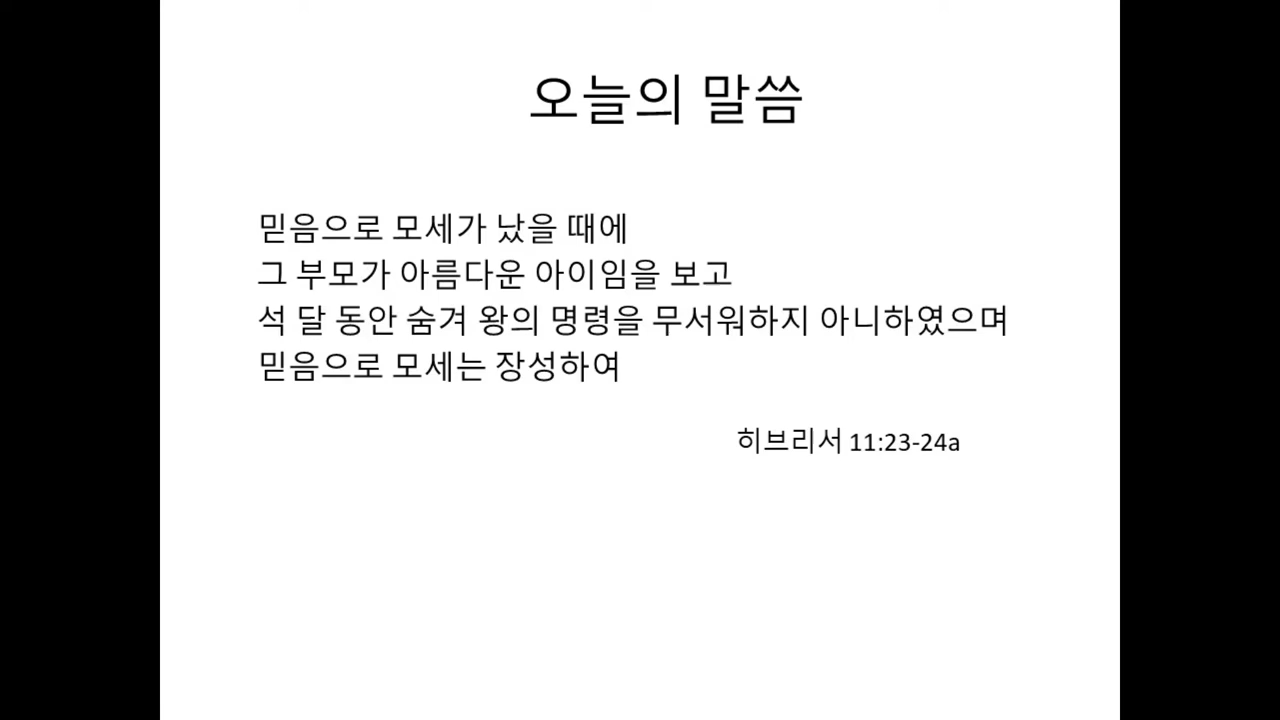 오늘의 말씀
믿음으로 모세가 났을 때에
그 부모가 아름다운 아이임을 보고
석 달 동안 숨겨 왕의 명령을 무서워하지 아니하였으며
믿음으로 모세는 장성하여
히브리서 11:23-24a